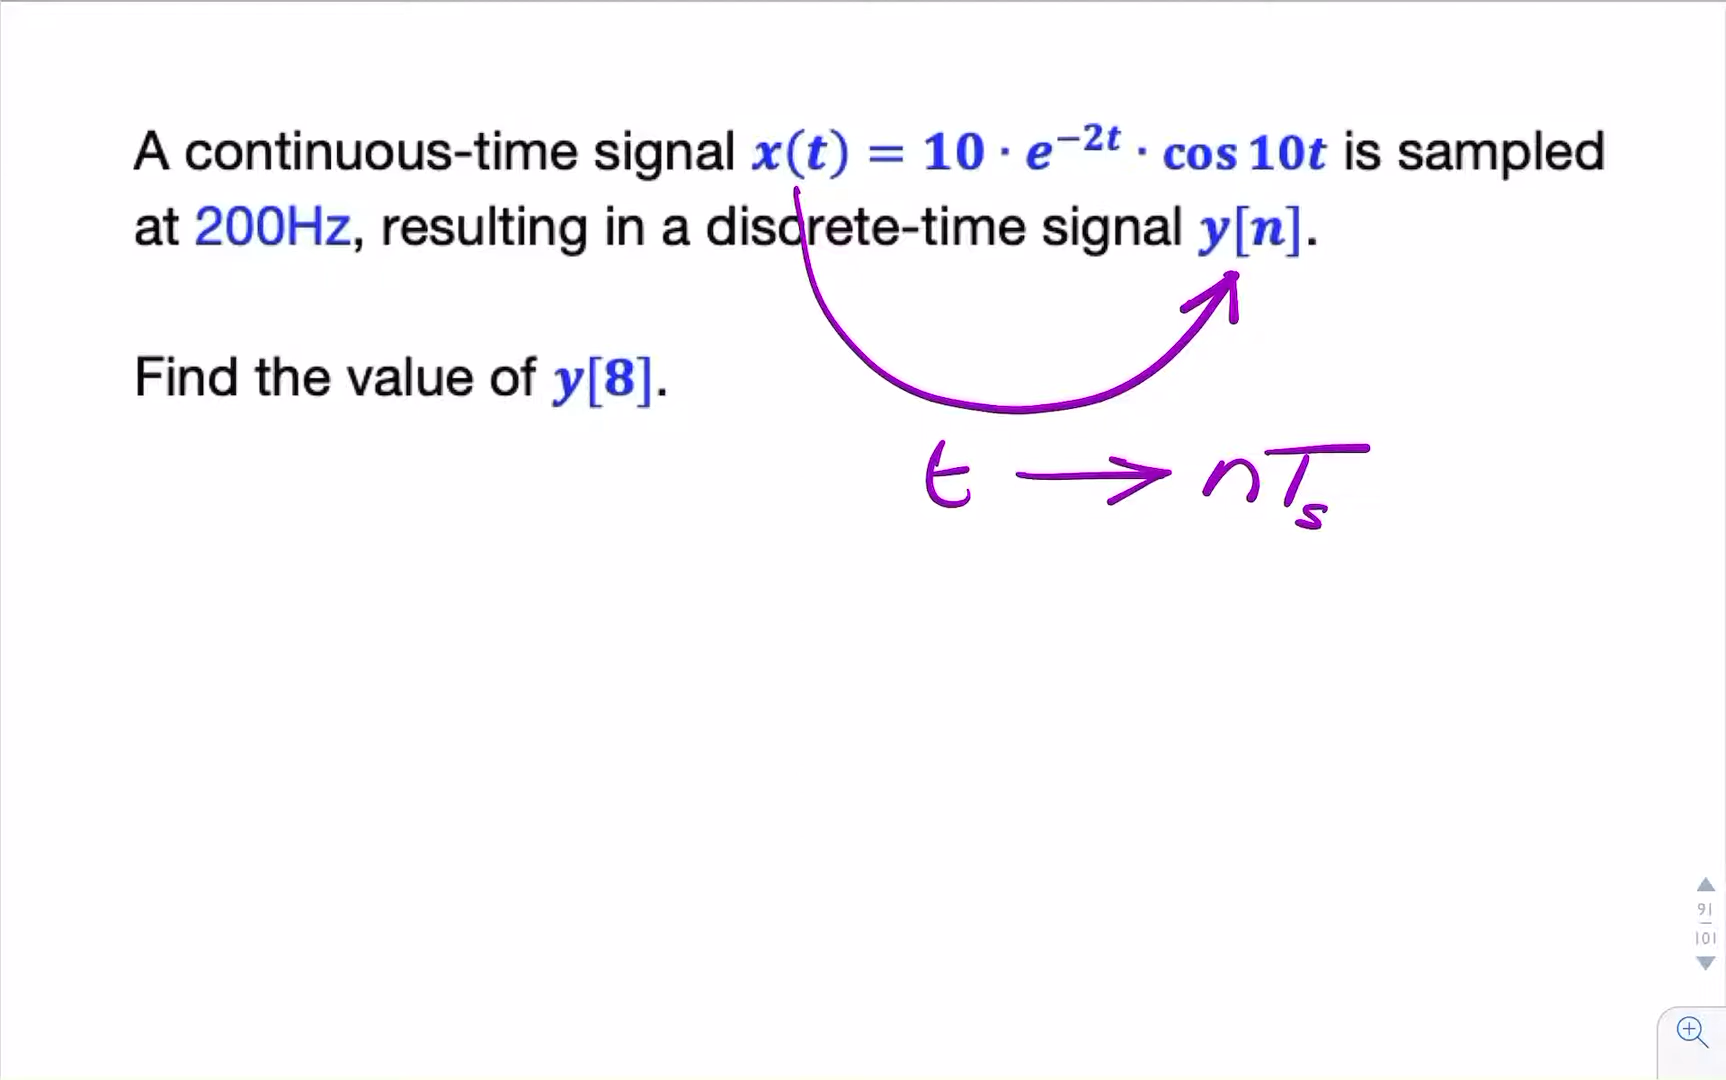 A continuous-time signal x(t) = 10 · e^{-2t} · cos 10t is sampled
at 200Hz, resulting in a discrete-time signal y[n].
Find the value of y[8].
t → nTs
91
101